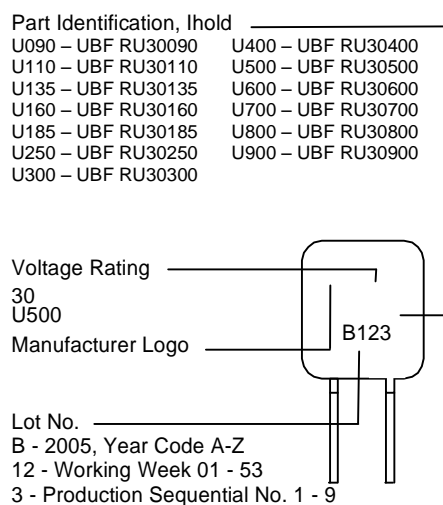 Part Identification, Ihold
U090 – UBF RU30090 U400 – UBF RU30400
U110 – UBF RU30110 U500 – UBF RU30500
U135 – UBF RU30135 U600 – UBF RU30600
U160 – UBF RU30160 U700 – UBF RU30700
U185 – UBF RU30185 U800 – UBF RU30800
U250 – UBF RU30250 U900 – UBF RU30900
U300 – UBF RU30300
Voltage Rating
30
U500
Manufacturer Logo
B123
Lot No.
B - 2005, Year Code A-Z
12 - Working Week 01 - 53
3 - Production Sequential No. 1 - 9